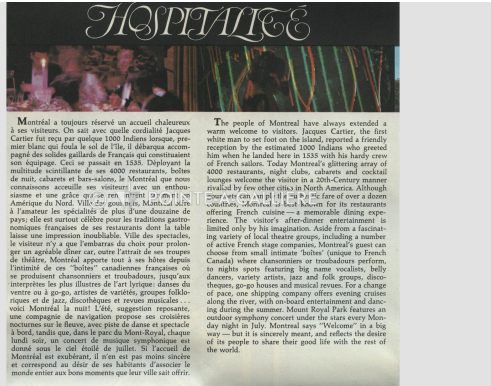 HOSPITALITÉ
Montréal a toujours réservé un accueil chaleureux
à ses visiteurs. On sait avec quelle cordialité Jacques
Cartier fut reçu par quelque 1000 Indiens lorsque, pre-
mier blanc qui foula le sol de l'île, il débarqua accom-
pagné des solides gaillards de Français qui constituaient
son équipage. Ceci se passait en 1535. Déployant la
multitude scintillante de ses 4000 restaurants, boîtes
de nuit, cabarets et bars-salons, le Montréal que nous
connaissons accueille ses visiteurs avec un enthou-
siasme et une grâce
Amérique du Nord. Ville
à l'amateur les spécialités de plus d'une douzaine de
pays; elle est surtout célèbre pour les traditions gastro-
nomiques françaises de ses restaurants dont la table
laisse une impression inoubliable. Ville des spectacles,
le visiteur n'y a que l'embarras du choix pour prolon-
ger un agréable dîner car, outre l'attrait de ses troupes
de théâtre, Montréal apporte tout à ses hôtes depuis
l'intimité de ces "boîtes" canadiennes françaises où
se produisent chansonniers et troubadours, jusqu'aux
interprètes les plus illustres de l'art lyrique: danses du
ventre ou à go-go, artistes de variétés, groupes folklo-
riques et de jazz, discothèques et revues musicales . . .
voici Montréal la nuit! L'été, suggestion reposante,
une compagnie de navigation propose ses croisières
nocturnes sur le fleuve, avec piste de danse et spectacle
à bord, tandis que, dans le parc du Mont-Royal, chaque
lundi soir, un concert de musique symphonique est
donné sous le ciel étoilé de juillet. Si l'accueil de
Montréal est exubérant, il n'en est pas moins sincère
et correspond au désir de ses habitants d'associer le
monde entier aux bons moments que leur ville sait offrir.
The people of Montreal have always extended a
warm welcome to visitors. Jacques Cartier, the first
white man to set foot on the island, reported a friendly
reception by the estimated 1000 Indians who greeted
him when he landed here in 1535 with his hardy crew
of French sailors. Today Montreal's glittering array of
4000 restaurants, night clubs, cabarets and cocktail
lounges welcome the visitor in a 20th-Century manner
rivalled by few other cities in North America. Although
you can savor the fare of over a dozen
countries, Montreal is best known for its restaurants
offering French cuisine — a memorable dining expe-
rience. The visitor's after-dinner entertainment is
limited only by his imagination. Aside from a fascinat-
ing variety of local theatre groups, including a number
of active French stage companies, Montreal's guest can
choose from small intimate 'boîtes' (unique to French
Canada) where chansonniers or troubadours perform,
to nights spots featuring big name vocalists, belly
dancers, variety artists, jazz and folk groups, disco-
theques, go-go houses and musical revues. For a change
of pace, one shipping company offers evening cruises
along the river, with on-board entertainment and danc-
ing during the summer. Mount Royal Park features an
outdoor symphony concert under the stars every Mon-
day night in July. Montreal says "Welcome" in a big
way — but it is sincerely meant, and reflects the desire
of its people to share their good life with the rest of
the world.